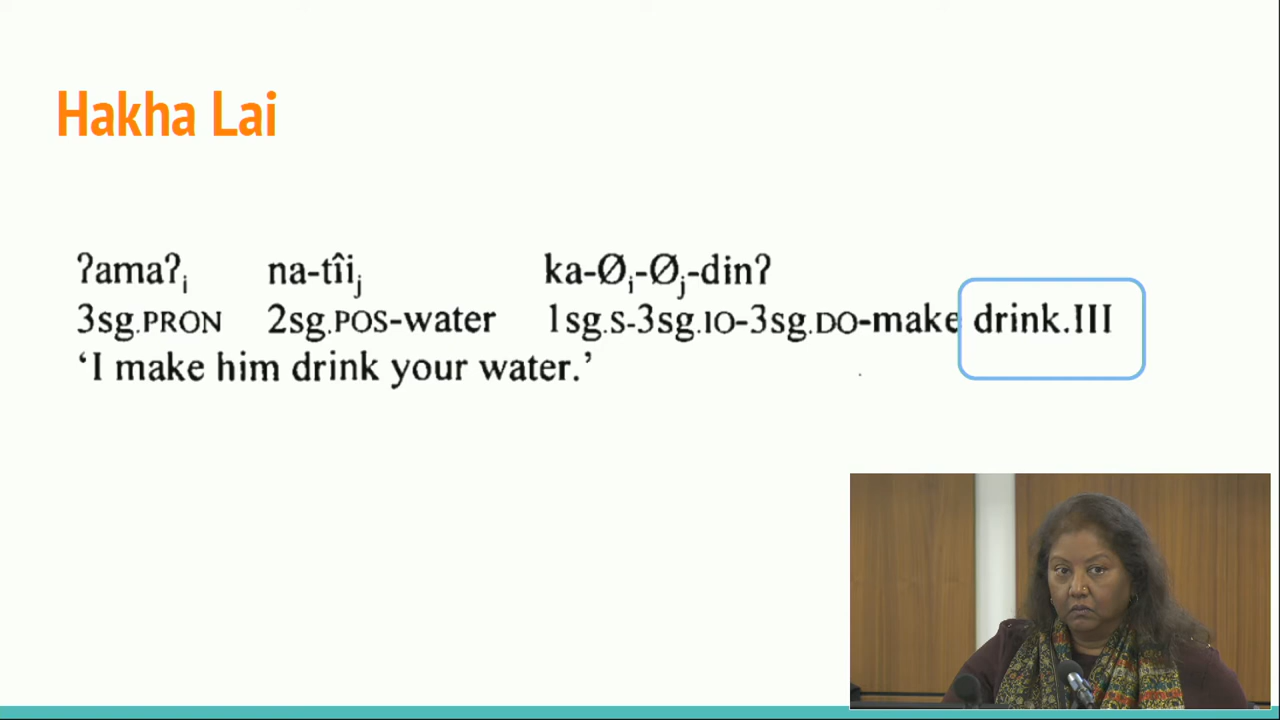 Hakha Lai
ʔamaʔᵢ na-tîiⱼ ka-Øᵢ-Øⱼ-dinʔ
3sg.PRON 2sg.POS-water 1sg.S-3sg.IO-3sg.DO-make drink.III
‘I make him drink your water.’